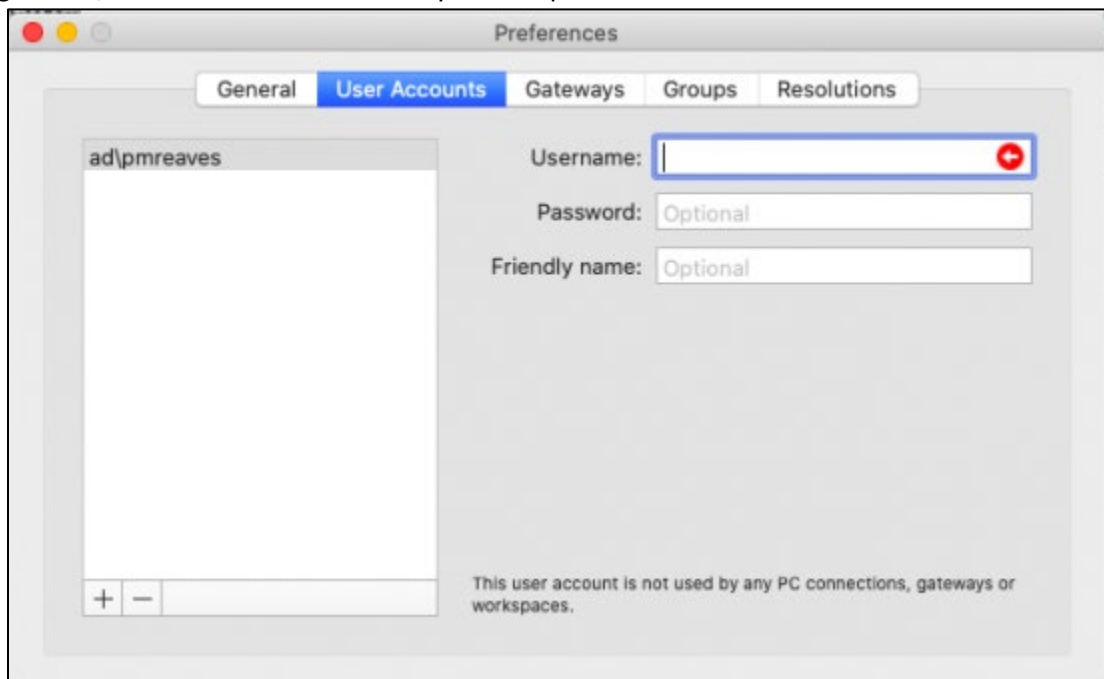 Preferences
General User Accounts Gateways Groups Resolutions
ad\pmreaves
Username:
Password: Optional
Friendly name: Optional
This user account is not used by any PC connections, gateways or
workspaces.
+ −